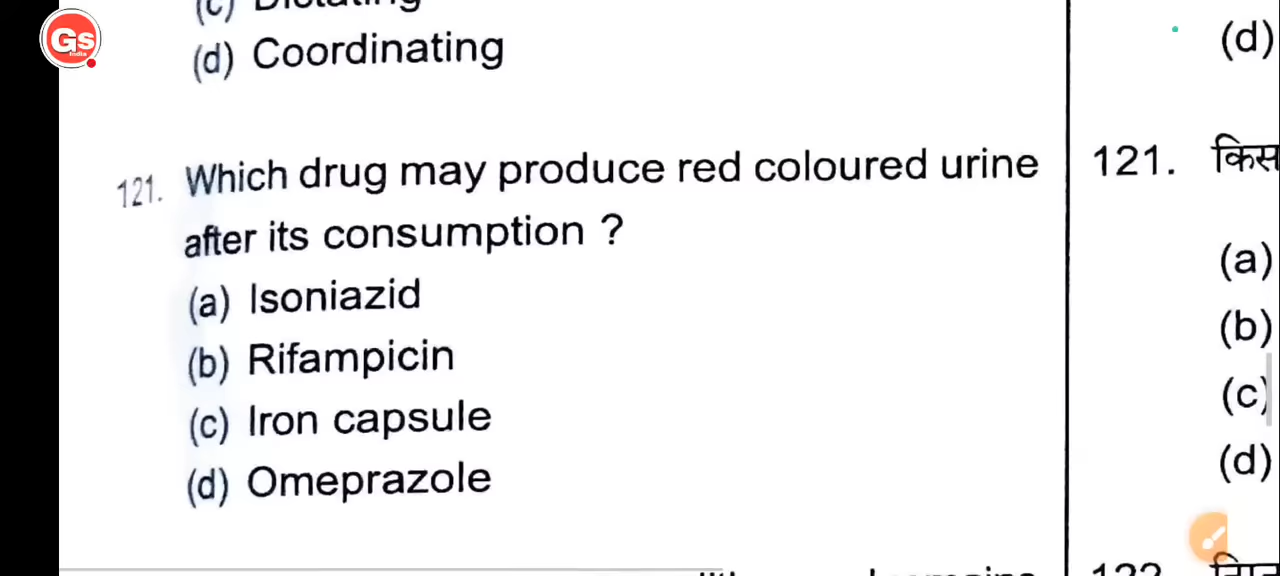 Gs
India
(d) Coordinating
(d)
121. Which drug may produce red coloured urine
after its consumption ?
(a) Isoniazid
(b) Rifampicin
(c) Iron capsule
(d) Omeprazole
121. किस
(a)
(b)
(c)
(d)